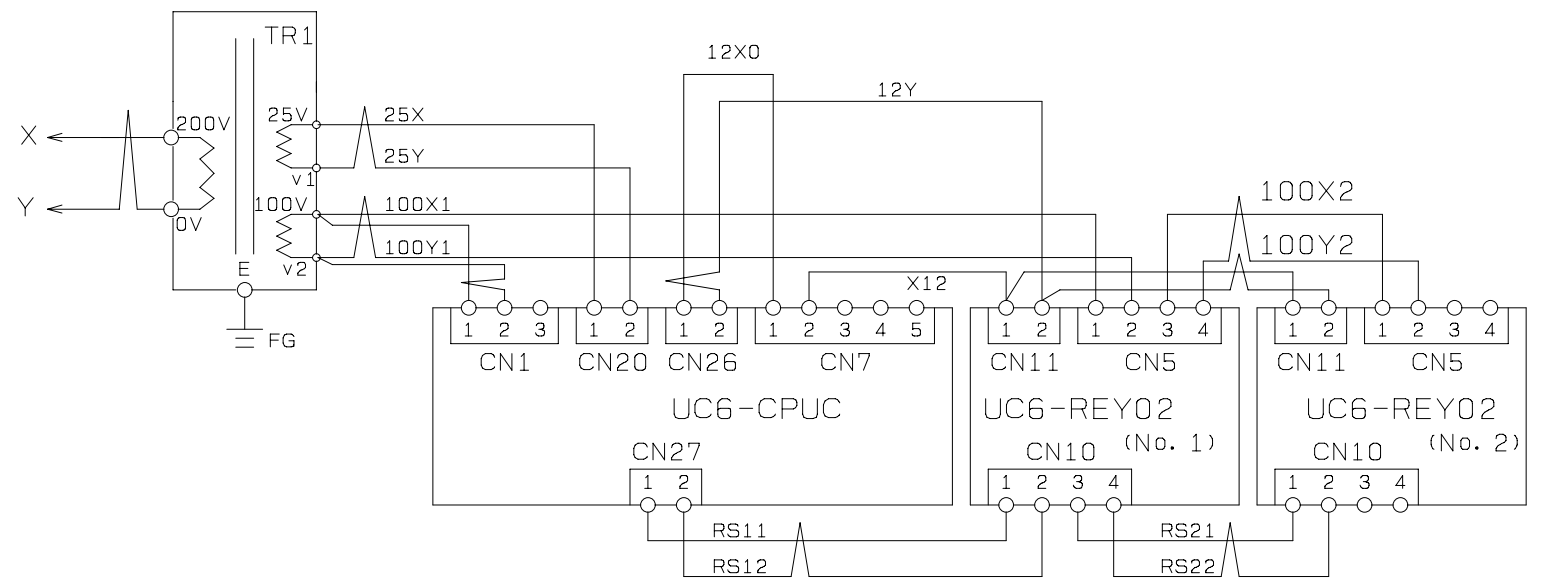 TR1
12X0
12Y
X
200V
25V
25X
25Y
v1
Y
0V
100V
100X1
100Y1
v2
E
FG
100X2
100Y2
X12
1 2 3
1 2
1 2
1 2 3 4 5
1 2
1 2 3 4
1 2
1 2 3 4
CN1
CN20
CN26
CN7
CN11
CN5
CN11
CN5
UC6-CPUC
UC6-REY02
(No. 1)
UC6-REY02
(No. 2)
CN27
CN10
CN10
1 2
1 2 3 4
1 2 3 4
RS11
RS12
RS21
RS22